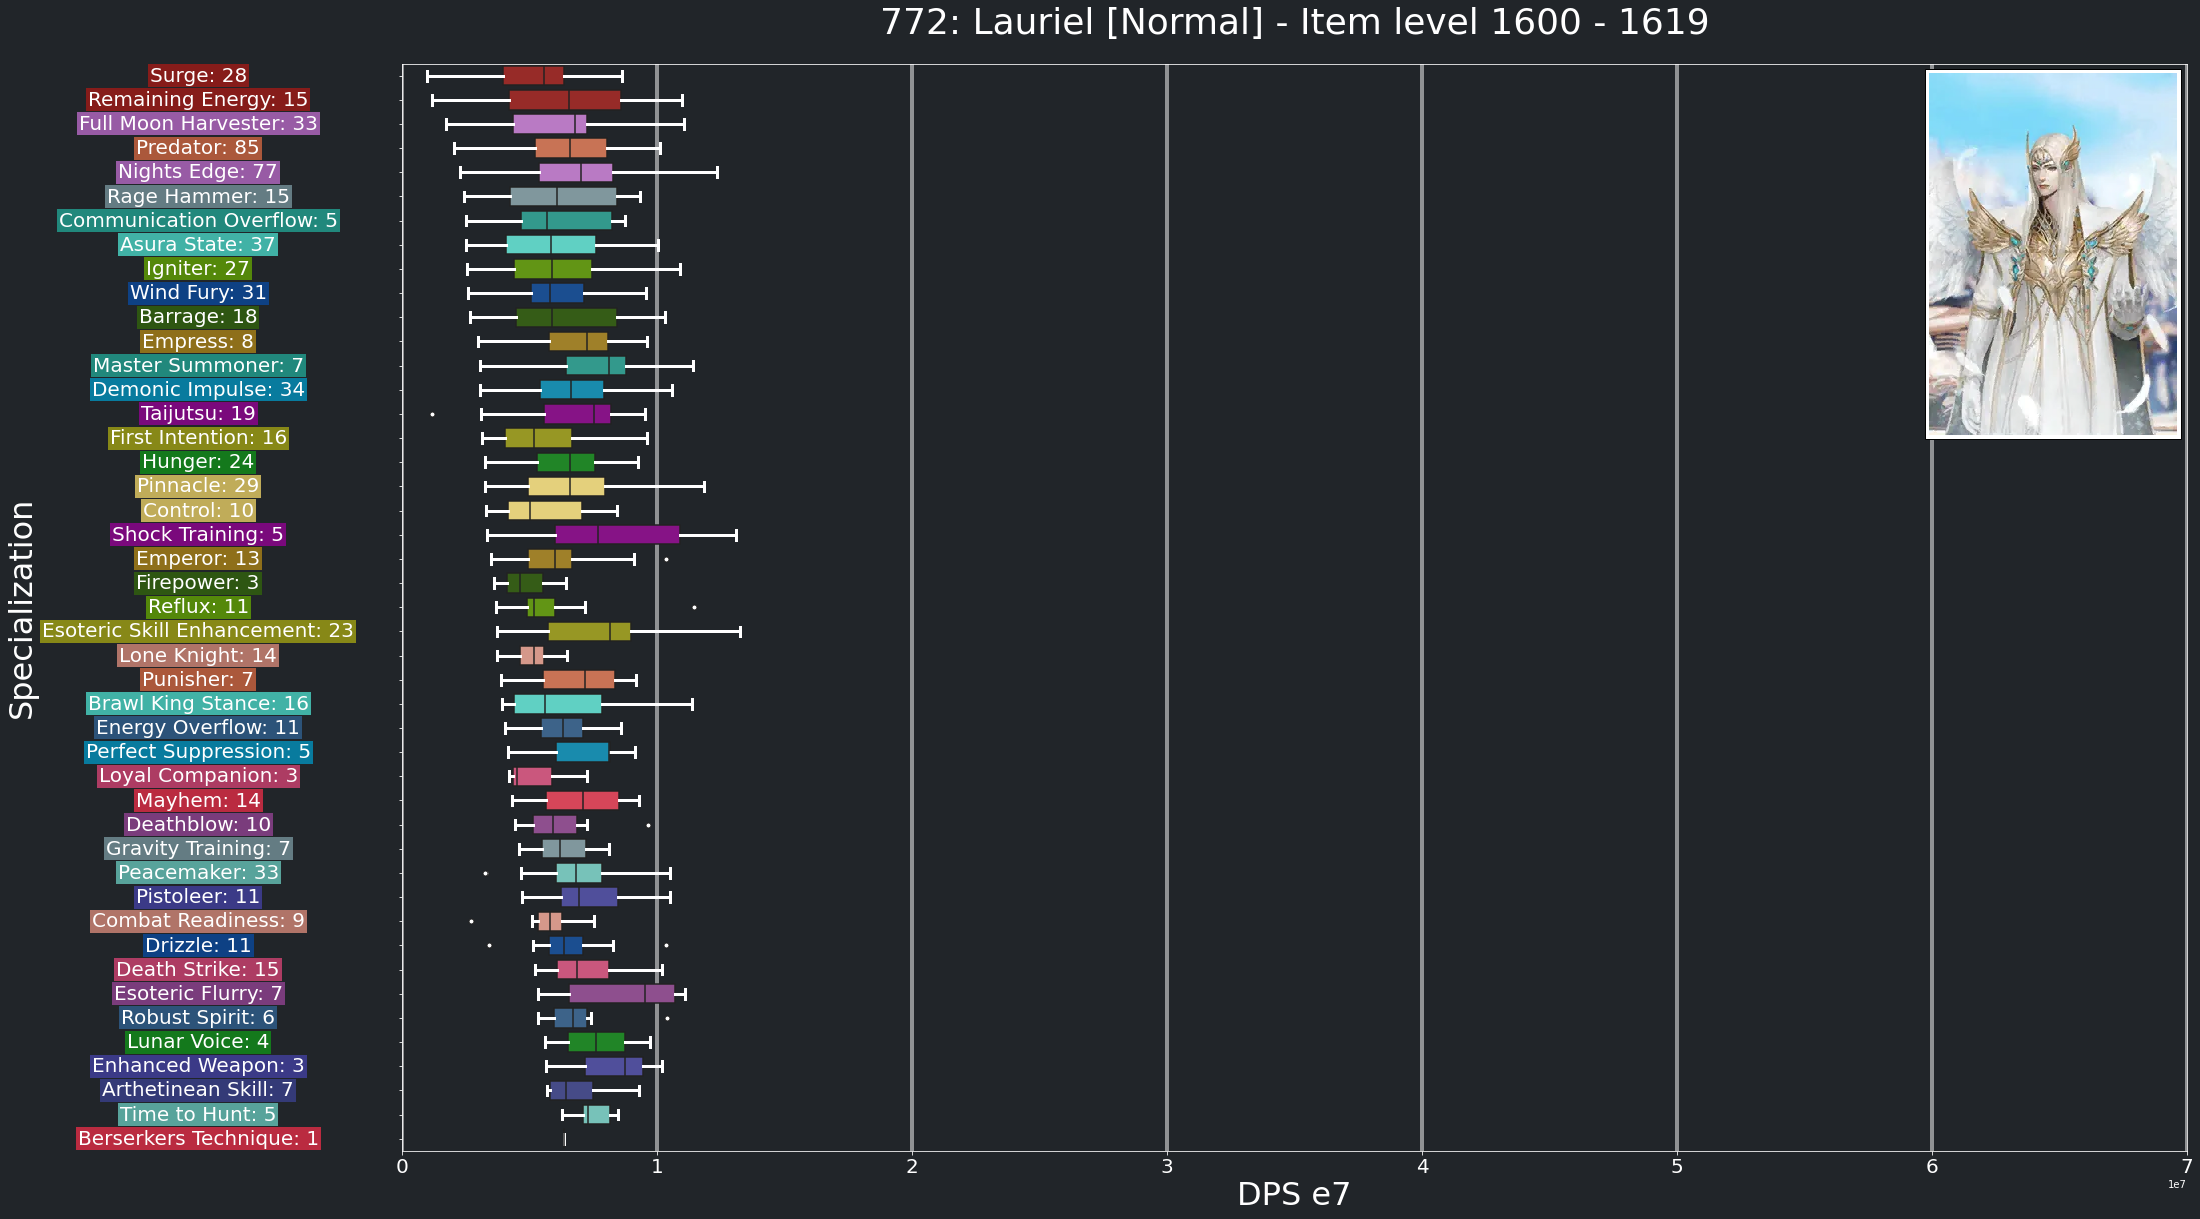 772: Lauriel [Normal] - Item level 1600 - 1619
Surge: 28
Remaining Energy: 15
Full Moon Harvester: 33
Predator: 85
Nights Edge: 77
Rage Hammer: 15
Communication Overflow: 5
Asura State: 37
Igniter: 27
Wind Fury: 31
Barrage: 18
Empress: 8
Master Summoner: 7
Demonic Impulse: 34
Taijutsu: 19
First Intention: 16
Hunger: 24
Pinnacle: 29
Control: 10
Shock Training: 5
Emperor: 13
Firepower: 3
Reflux: 11
Esoteric Skill Enhancement: 23
Lone Knight: 14
Punisher: 7
Brawl King Stance: 16
Energy Overflow: 11
Perfect Suppression: 5
Loyal Companion: 3
Mayhem: 14
Deathblow: 10
Gravity Training: 7
Peacemaker: 33
Pistoleer: 11
Combat Readiness: 9
Drizzle: 11
Death Strike: 15
Esoteric Flurry: 7
Robust Spirit: 6
Lunar Voice: 4
Enhanced Weapon: 3
Arthetinean Skill: 7
Time to Hunt: 5
Berserkers Technique: 1
Specialization
0 1 2 3 4 5 6 7
1e7
DPS e7